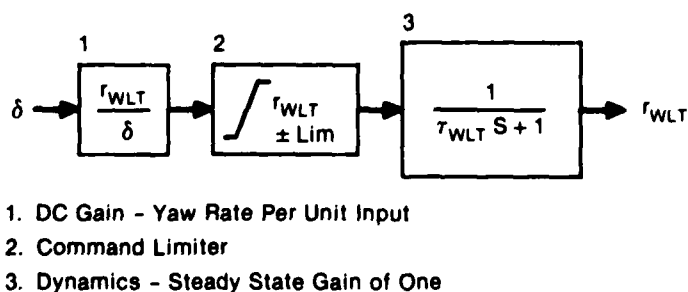 1
2
3
δ
r_WLT
δ
r_WLT
± Lim
1
τ_WLT S + 1
r_WLT
1. DC Gain - Yaw Rate Per Unit Input
2. Command Limiter
3. Dynamics - Steady State Gain of One